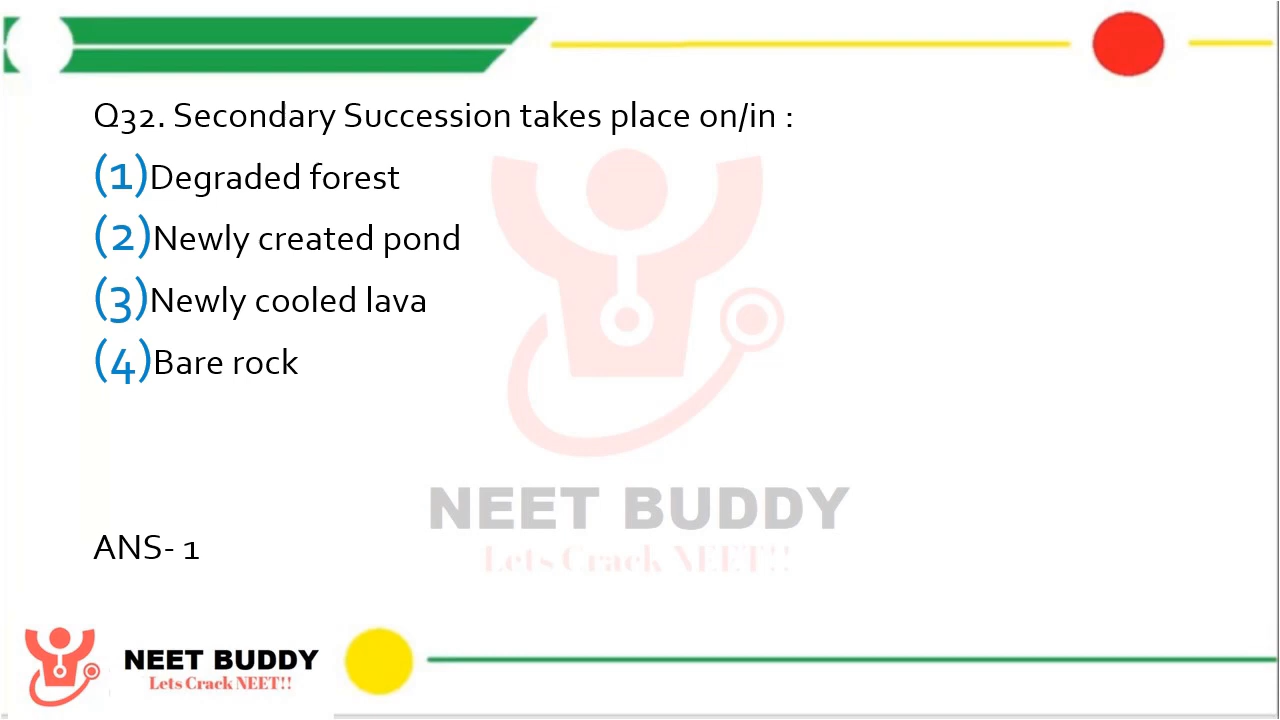 Q32. Secondary Succession takes place on/in :
(1)Degraded forest
(2)Newly created pond
(3)Newly cooled lava
(4)Bare rock
NEET BUDDY
Lets Crack NEET!!
ANS- 1
NEET BUDDY
Lets Crack NEET!!